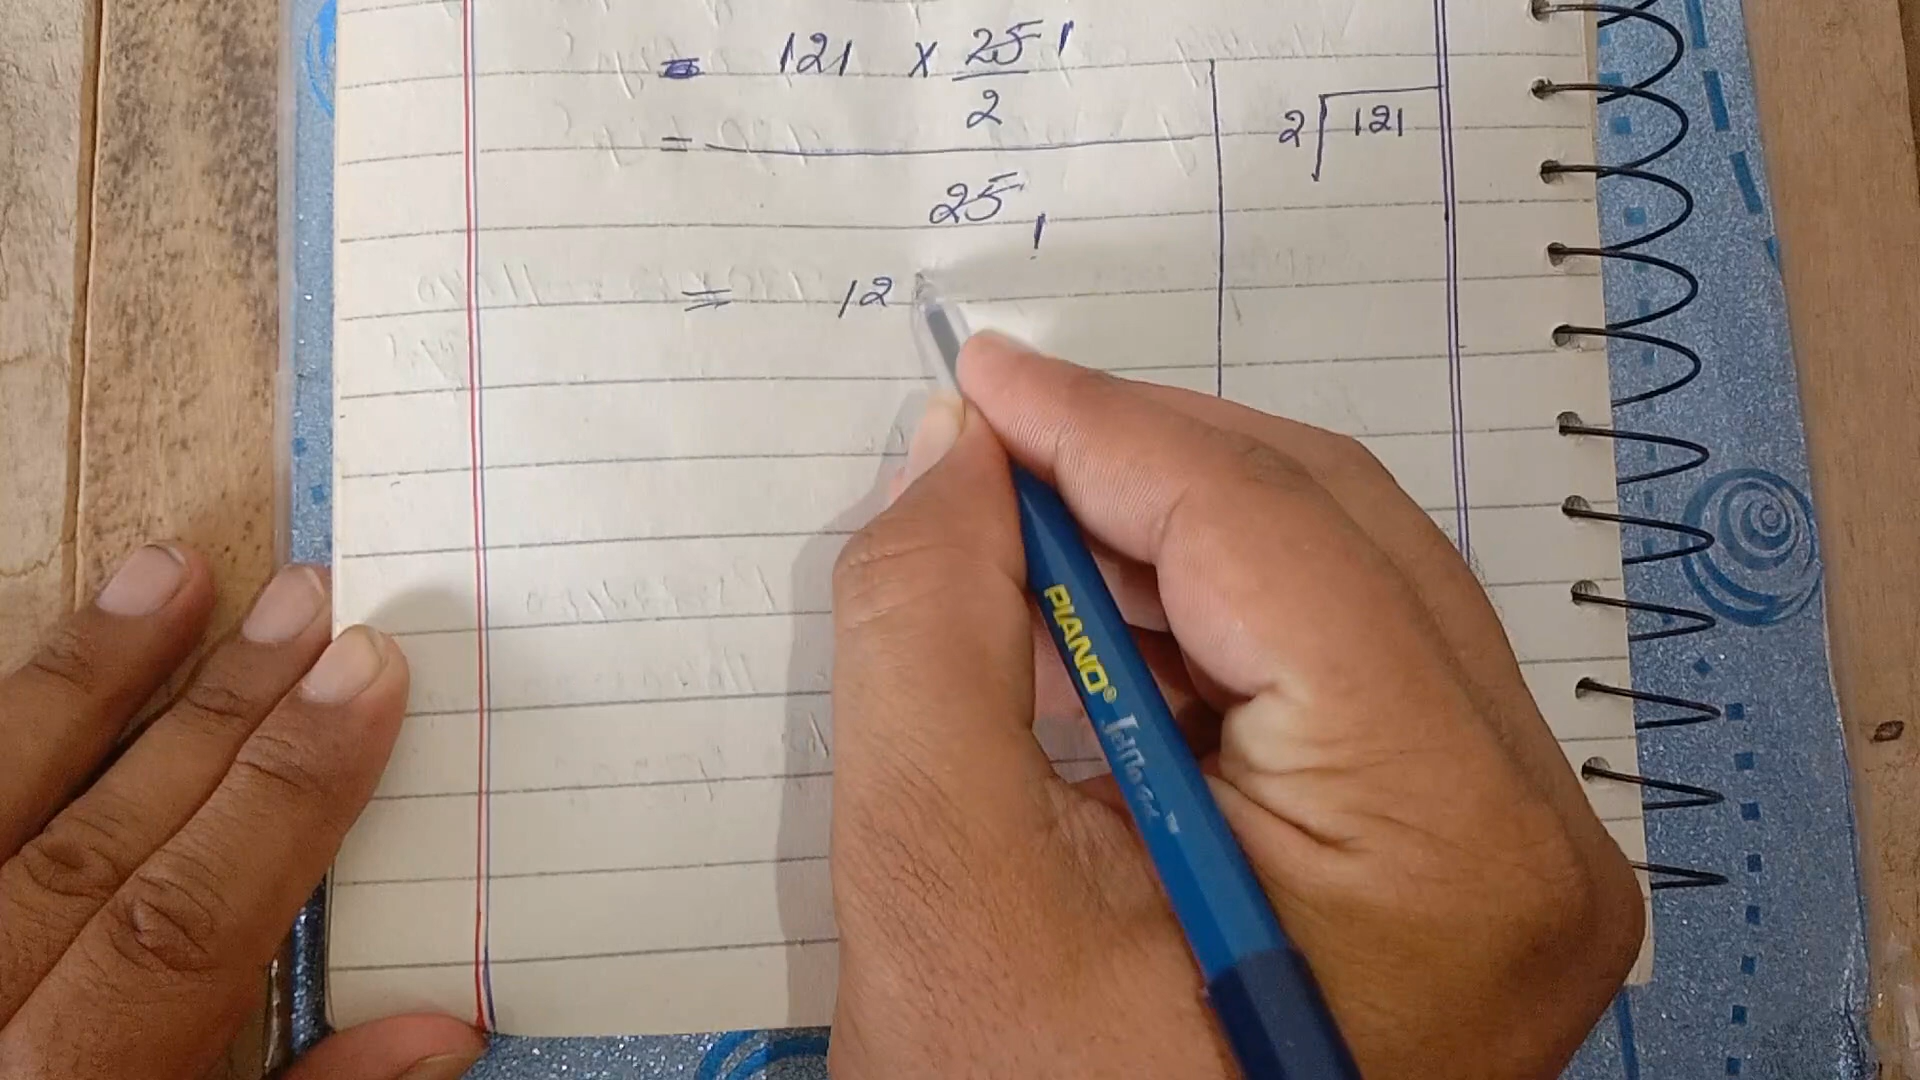 = 121 x 25 1
2
2 121
=
25 1
= 12
PIANO